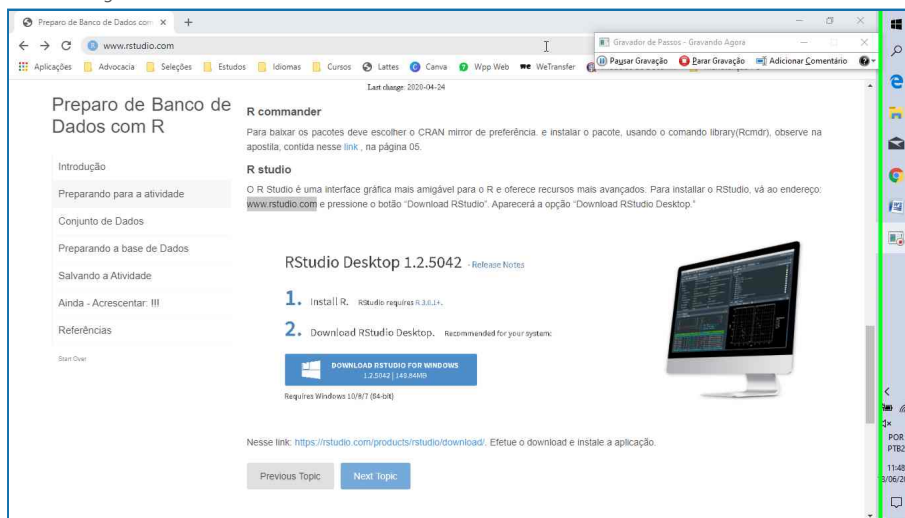 Preparo de Banco de Dados com
www.rstudio.com
Gravador de Passos - Gravando Agora
Aplicações Advocacia Seleções Estudos Idiomas Cursos Lattes Canva Wpp Web WeTransfer
Pausar Gravação Parar Gravação Adicionar Comentário
Last change: 2020-04-24
Preparo de Banco de
Dados com R
Introdução
Preparando para a atividade
Conjunto de Dados
Preparando a base de Dados
Salvando a Atividade
Ainda - Acrescentar: !!!
Referências
Start Over
R commander
Para baixar os pacotes deve escolher o CRAN mirror de preferência. e instalar o pacote, usando o comando library(Rcmdr), observe na
apostila, contida nesse link , na página 05.
R studio
O R Studio é uma interface gráfica mais amigável para o R e oferece recursos mais avançados. Para installar o RStudio, vá ao endereço:
www.rstudio.com e pressione o botão “Download RStudio”. Aparecerá a opção “Download RStudio Desktop.”
RStudio Desktop 1.2.5042 - Release Notes
1. Install R. RStudio requires R 3.0.1+.
2. Download RStudio Desktop. Recommended for your system:
DOWNLOAD RSTUDIO FOR WINDOWS
1.2.5042 | 149.84MB
Requires Windows 10/8/7 (64-bit)
Nesse link: https://rstudio.com/products/rstudio/download/. Efetue o download e instale a aplicação.
Previous Topic Next Topic
POR
PTB2
11:48